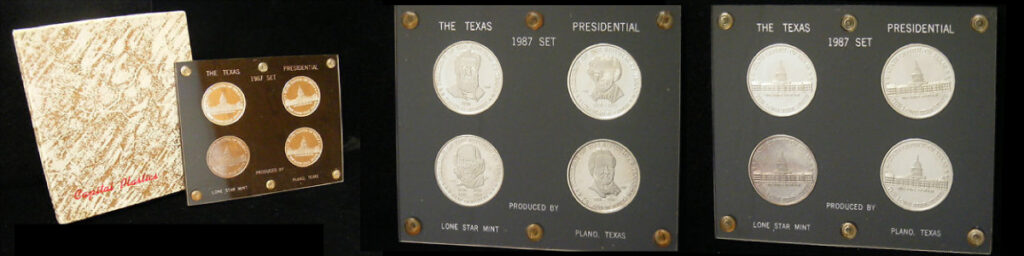 Capital Plastics
THE TEXAS PRESIDENTIAL
1987 SET
PRODUCED BY
LONE STAR MINT PLANO, TEXAS
THE TEXAS PRESIDENTIAL
1987 SET
PRODUCED BY
LONE STAR MINT PLANO, TEXAS
THE TEXAS PRESIDENTIAL
1987 SET
PRODUCED BY
LONE STAR MINT PLANO, TEXAS